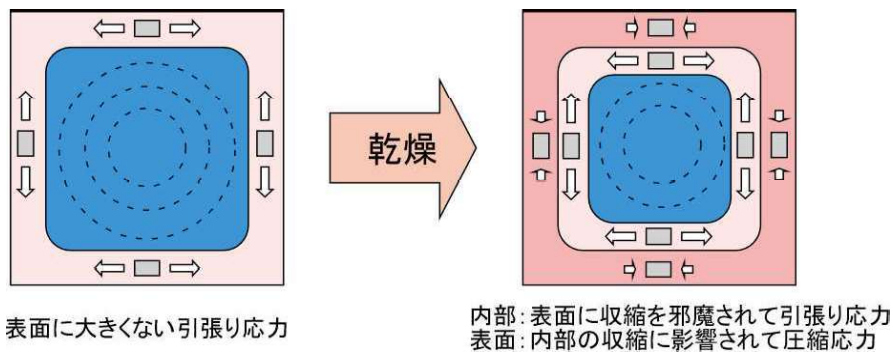 乾燥
表面に大きくない引張り応力
内部:表面に収縮を邪魔されて引張り応力
表面:内部の収縮に影響されて圧縮応力